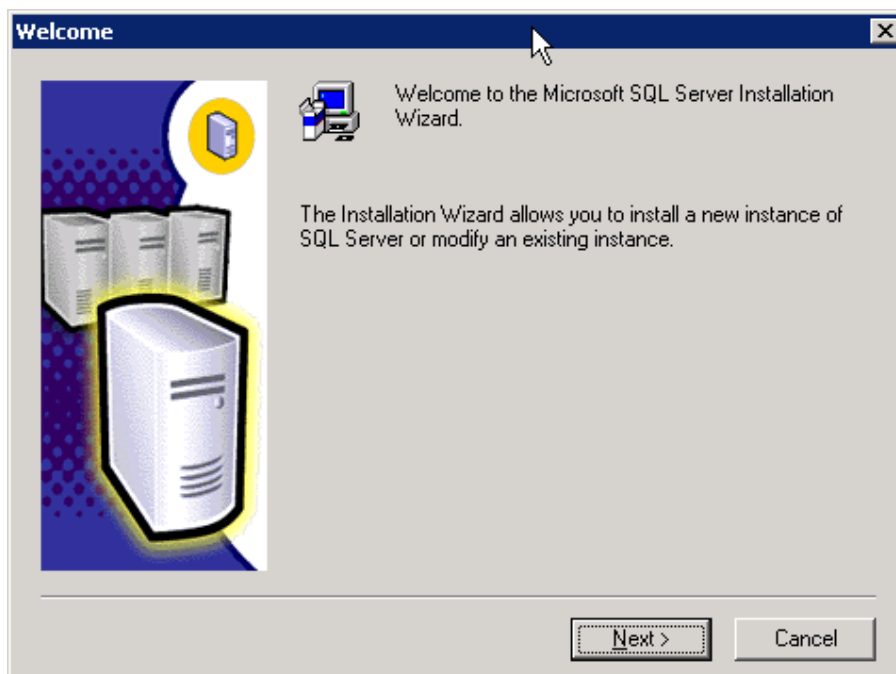 Welcome
Welcome to the Microsoft SQL Server Installation
Wizard.
The Installation Wizard allows you to install a new instance of
SQL Server or modify an existing instance.
Next >
Cancel